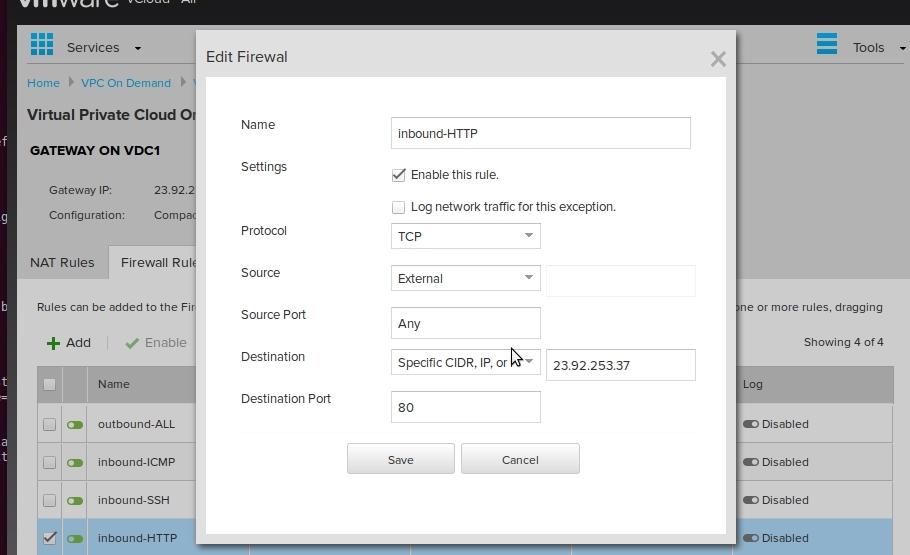 vmware vCloud Air
Services
Tools
Home VPC On Demand
Virtual Private Cloud On
GATEWAY ON VDC1
Gateway IP: 23.92.2
Configuration: Compac
NAT Rules Firewall Rule
Rules can be added to the Fire
one or more rules, dragging
Add Enable
Showing 4 of 4
Name
Log
outbound-ALL
Disabled
inbound-ICMP
Disabled
inbound-SSH
Disabled
inbound-HTTP
Disabled
Edit Firewal
Name inbound-HTTP
Settings Enable this rule.
Log network traffic for this exception.
Protocol TCP
Source External
Source Port Any
Destination Specific CIDR, IP, or 23.92.253.37
Destination Port 80
Save Cancel